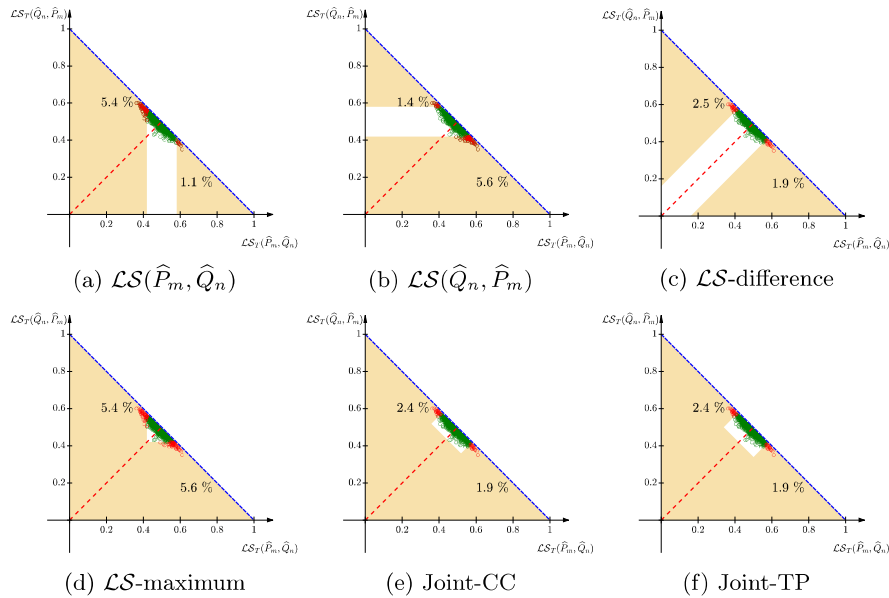 𝓛𝓢_T(Q̂_n, P̂_m)
1
0.8
0.6
0.4
0.2
5.4 %
1.1 %
0.2 0.4 0.6 0.8 1
𝓛𝓢_T(P̂_m, Q̂_n)
(a) 𝓛𝓢(P̂_m, Q̂_n)
𝓛𝓢_T(Q̂_n, P̂_m)
1
0.8
0.6
0.4
0.2
1.4 %
5.6 %
0.2 0.4 0.6 0.8 1
𝓛𝓢_T(P̂_m, Q̂_n)
(b) 𝓛𝓢(Q̂_n, P̂_m)
𝓛𝓢_T(Q̂_n, P̂_m)
1
0.8
0.6
0.4
0.2
2.5 %
1.9 %
0.2 0.4 0.6 0.8 1
𝓛𝓢_T(P̂_m, Q̂_n)
(c) 𝓛𝓢-difference
𝓛𝓢_T(Q̂_n, P̂_m)
1
0.8
0.6
0.4
0.2
5.4 %
5.6 %
0.2 0.4 0.6 0.8 1
𝓛𝓢_T(P̂_m, Q̂_n)
(d) 𝓛𝓢-maximum
𝓛𝓢_T(Q̂_n, P̂_m)
1
0.8
0.6
0.4
0.2
2.4 %
1.9 %
0.2 0.4 0.6 0.8 1
𝓛𝓢_T(P̂_m, Q̂_n)
(e) Joint-CC
𝓛𝓢_T(Q̂_n, P̂_m)
1
0.8
0.6
0.4
0.2
2.4 %
1.9 %
0.2 0.4 0.6 0.8 1
𝓛𝓢_T(P̂_m, Q̂_n)
(f) Joint-TP